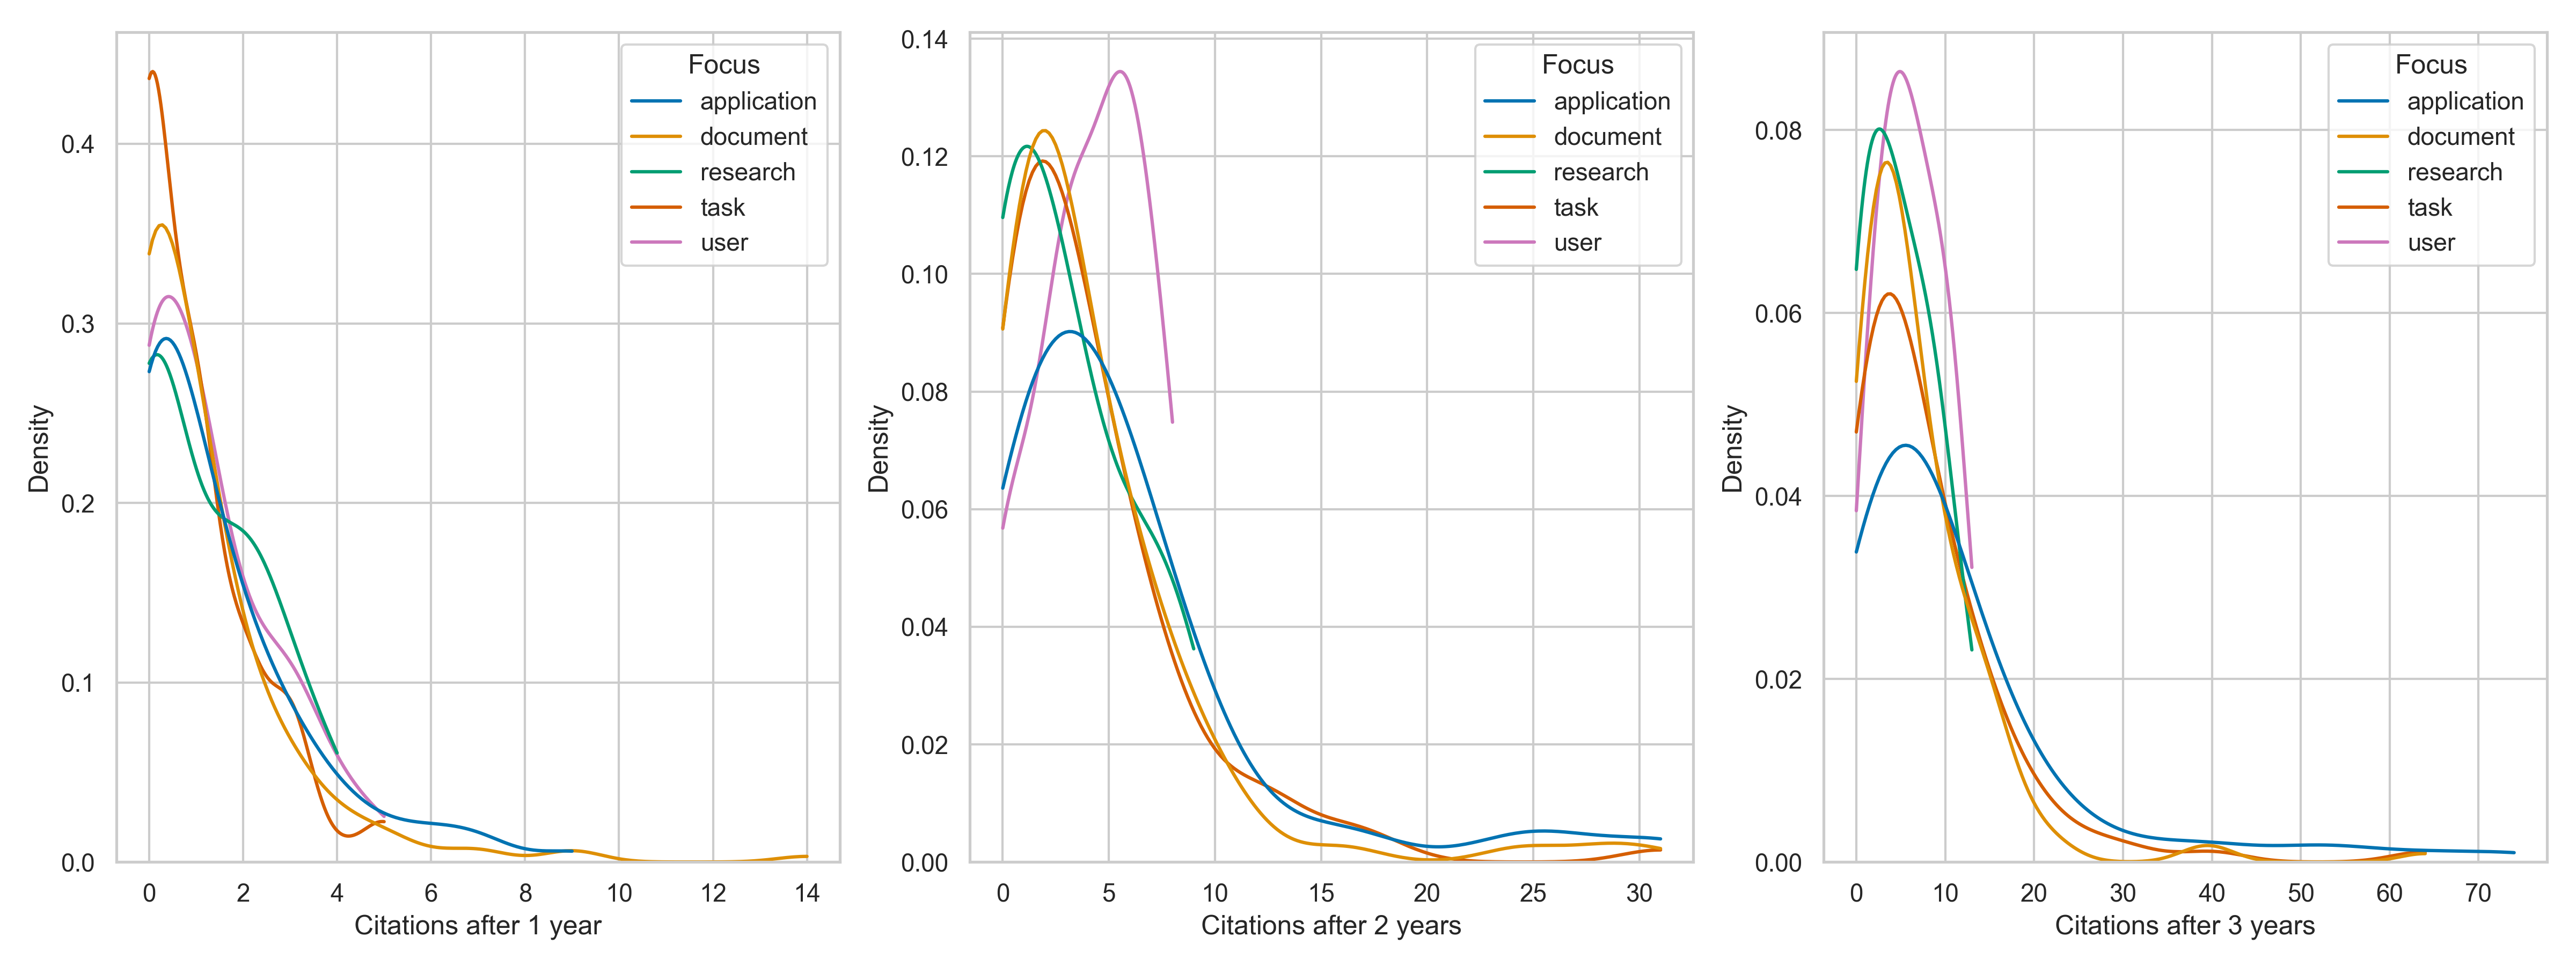 Density
0.4
0.3
0.2
0.1
0.0
0 2 4 6 8 10 12 14
Citations after 1 year
Focus
application
document
research
task
user
Density
0.14
0.12
0.10
0.08
0.06
0.04
0.02
0.00
0 5 10 15 20 25 30
Citations after 2 years
Focus
application
document
research
task
user
Density
0.08
0.06
0.04
0.02
0.00
0 10 20 30 40 50 60 70
Citations after 3 years
Focus
application
document
research
task
user